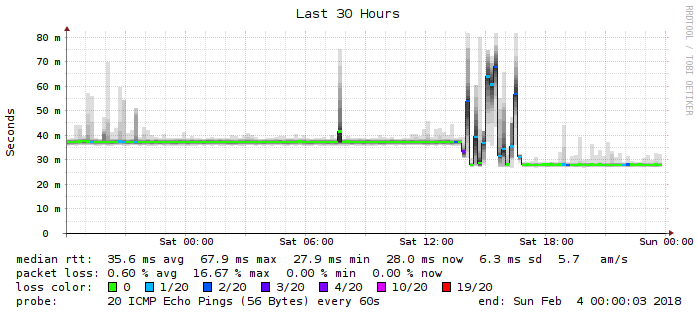 Last 30 Hours
RRDTOOL / TOBI OETIKER
Seconds
80 m
70 m
60 m
50 m
40 m
30 m
20 m
10 m
0
Sat 00:00 Sat 06:00 Sat 12:00 Sat 18:00 Sun 00:00
median rtt: 35.6 ms avg 67.9 ms max 27.9 ms min 28.0 ms now 6.3 ms sd 5.7 am/s
packet loss: 0.60 % avg 16.67 % max 0.00 % min 0.00 % now
loss color: 0 1/20 2/20 3/20 4/20 10/20 19/20
probe: 20 ICMP Echo Pings (56 Bytes) every 60s end: Sun Feb 4 00:00:03 2018